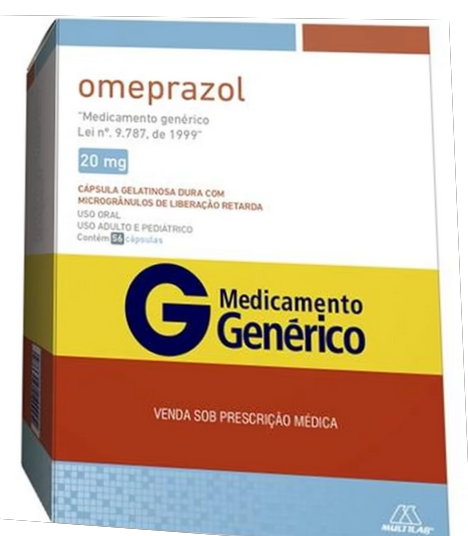 omeprazol
"Medicamento genérico
Lei nº. 9.787, de 1999"
20 mg
CÁPSULA GELATINOSA DURA COM
MICROGRÂNULOS DE LIBERAÇÃO RETARDA
USO ORAL
USO ADULTO E PEDIÁTRICO
Contém 56 cápsulas
G Medicamento
Genérico
VENDA SOB PRESCRIÇÃO MÉDICA
MULTILAB